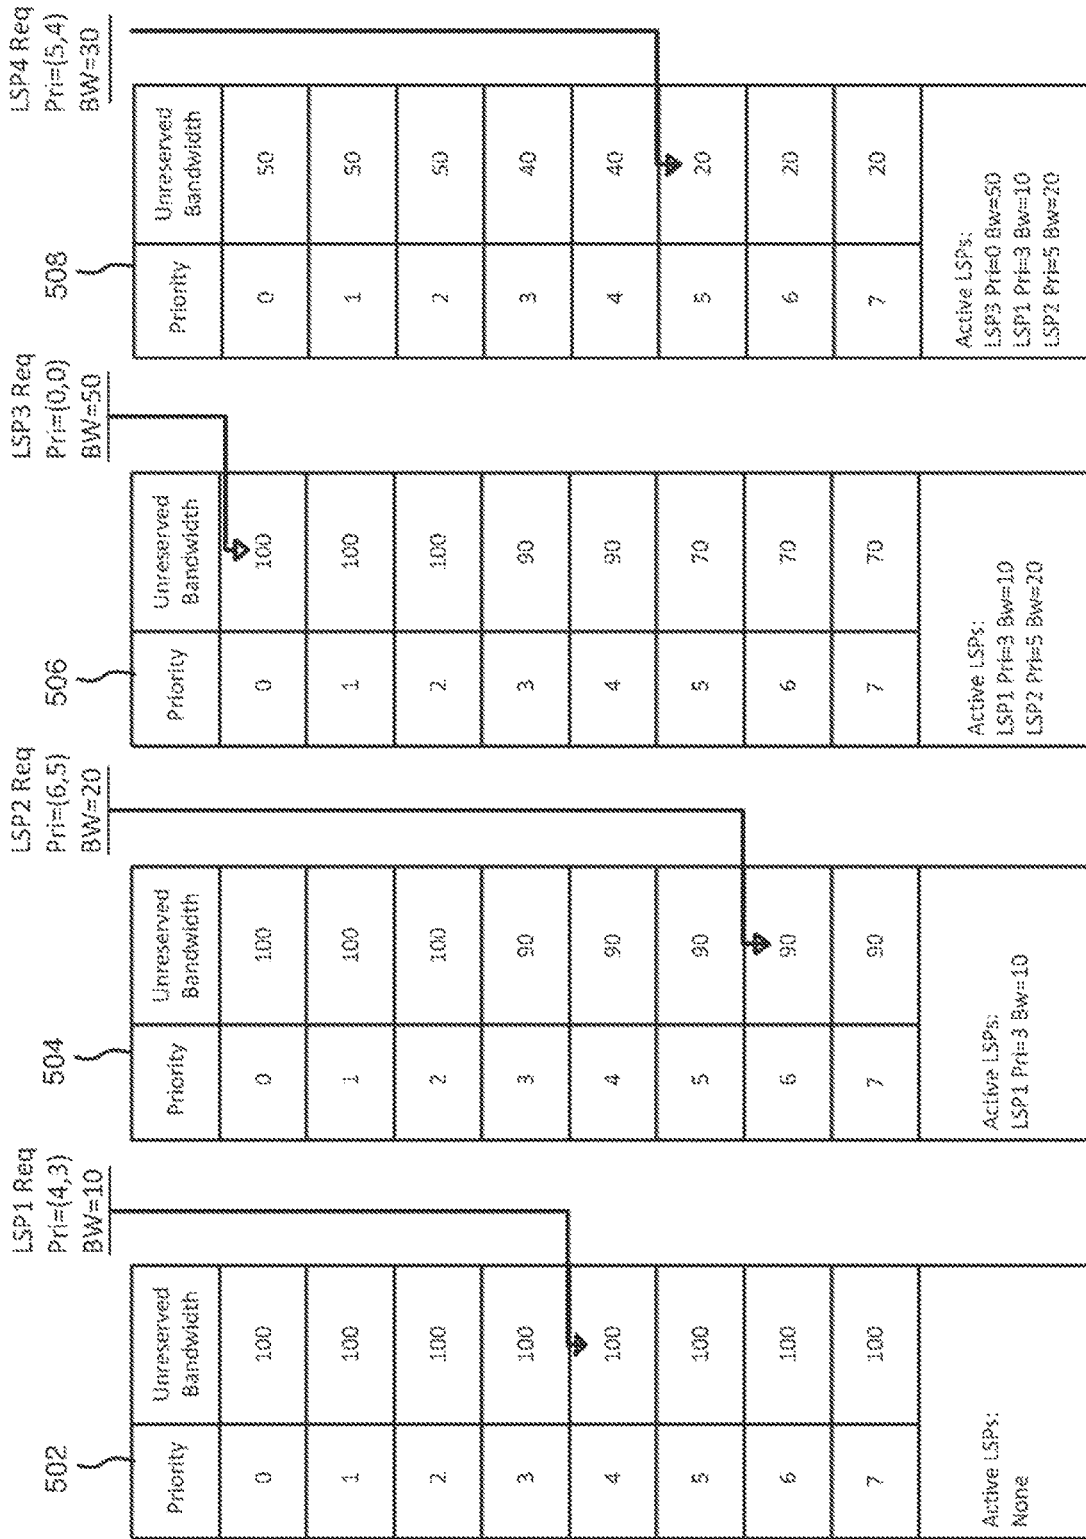 502
Priority Unreserved
Bandwidth
0 100
1 100
2 100
3 100
4 100
5 100
6 100
7 100
Active LSPs:
None
LSP1 Req
Pri=(4,3)
BW=10
504
Priority Unreserved
Bandwidth
0 100
1 100
2 100
3 90
4 90
5 90
6 90
7 90
Active LSPs:
LSP1 Pri=3 Bw=10
LSP2 Req
Pri=(6,5)
BW=20
506
Priority Unreserved
Bandwidth
0 100
1 100
2 100
3 90
4 90
5 70
6 70
7 70
Active LSPs:
LSP1 Pri=3 Bw=10
LSP2 Pri=5 Bw=20
LSP3 Req
Pri=(0,0)
BW=50
508
Priority Unreserved
Bandwidth
0 50
1 50
2 50
3 40
4 40
5 20
6 20
7 20
Active LSPs:
LSP3 Pri=0 Bw=50
LSP1 Pri=3 Bw=10
LSP2 Pri=5 Bw=20
LSP4 Req
Pri=(5,4)
BW=30